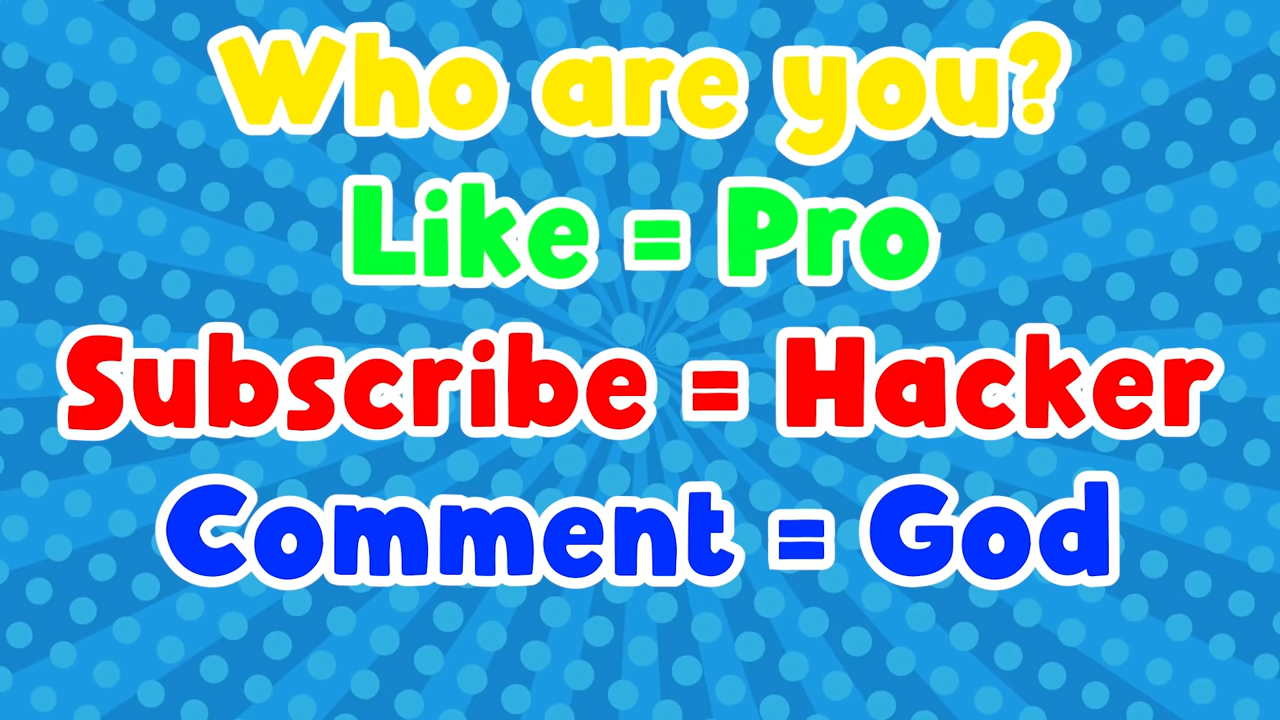 Who are you?
Like = Pro
Subscribe = Hacker
Comment = God